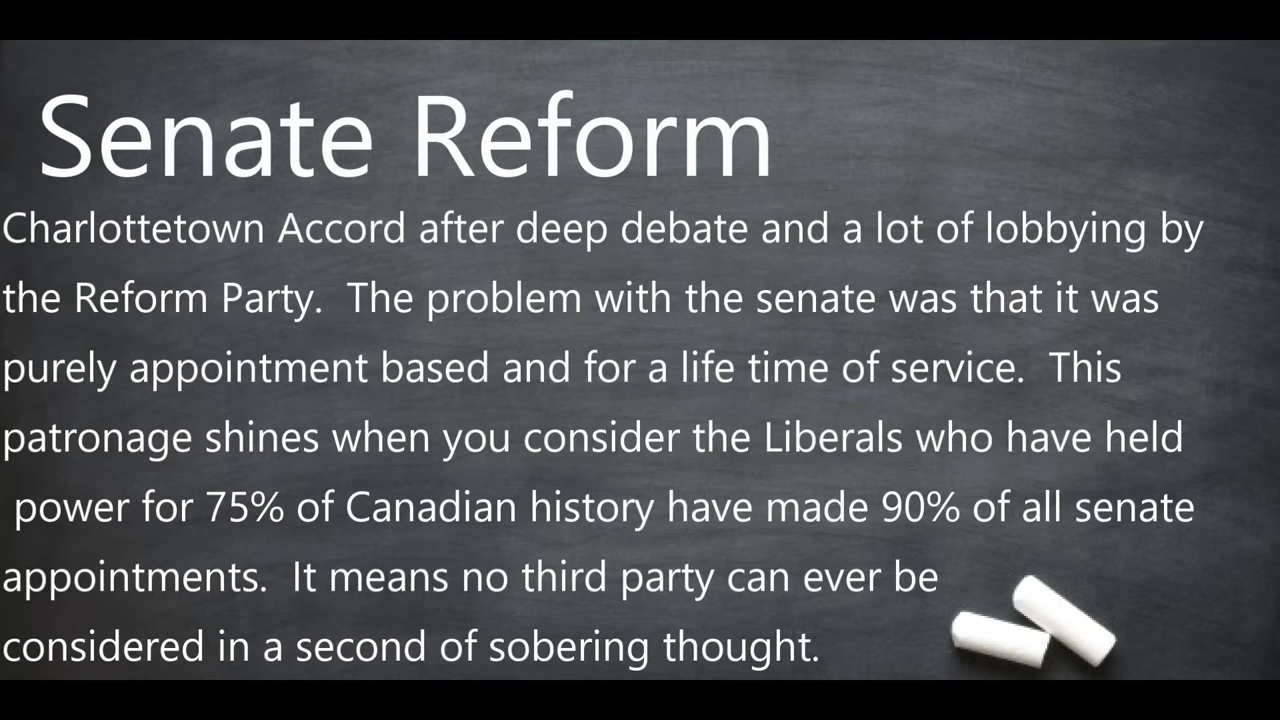 Senate Reform
Charlottetown Accord after deep debate and a lot of lobbying by
the Reform Party.  The problem with the senate was that it was
purely appointment based and for a life time of service.  This
patronage shines when you consider the Liberals who have held
power for 75% of Canadian history have made 90% of all senate
appointments.  It means no third party can ever be
considered in a second of sobering thought.